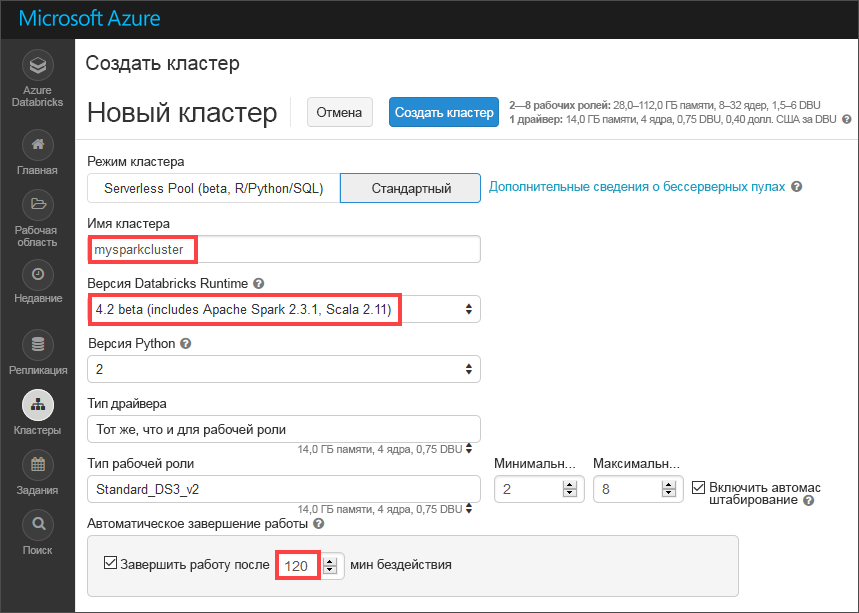 Microsoft Azure
Azure
Databricks
Главная
Рабочая
область
Недавние
Репликация
Кластеры
Задания
Поиск
Создать кластер
Новый кластер
Отмена
Создать кластер
2—8 рабочих ролей: 28,0–112,0 ГБ памяти, 8–32 ядер, 1,5–6 DBU
1 драйвер: 14,0 ГБ памяти, 4 ядра, 0,75 DBU, 0,40 долл. США за DBU ?
Режим кластера
Serverless Pool (beta, R/Python/SQL)
Стандартный
Дополнительные сведения о бессерверных пулах ?
Имя кластера
mysparkcluster
Версия Databricks Runtime ?
4.2 beta (includes Apache Spark 2.3.1, Scala 2.11)
Версия Python ?
2
Тип драйвера
Тот же, что и для рабочей роли
14,0 ГБ памяти, 4 ядра, 0,75 DBU
Тип рабочей роли
Минимальн...
Максимальн...
Standard_DS3_v2
2
8
Включить автомас
штабирование ?
14,0 ГБ памяти, 4 ядра, 0,75 DBU
Автоматическое завершение работы ?
Завершить работу после 120 мин бездействия